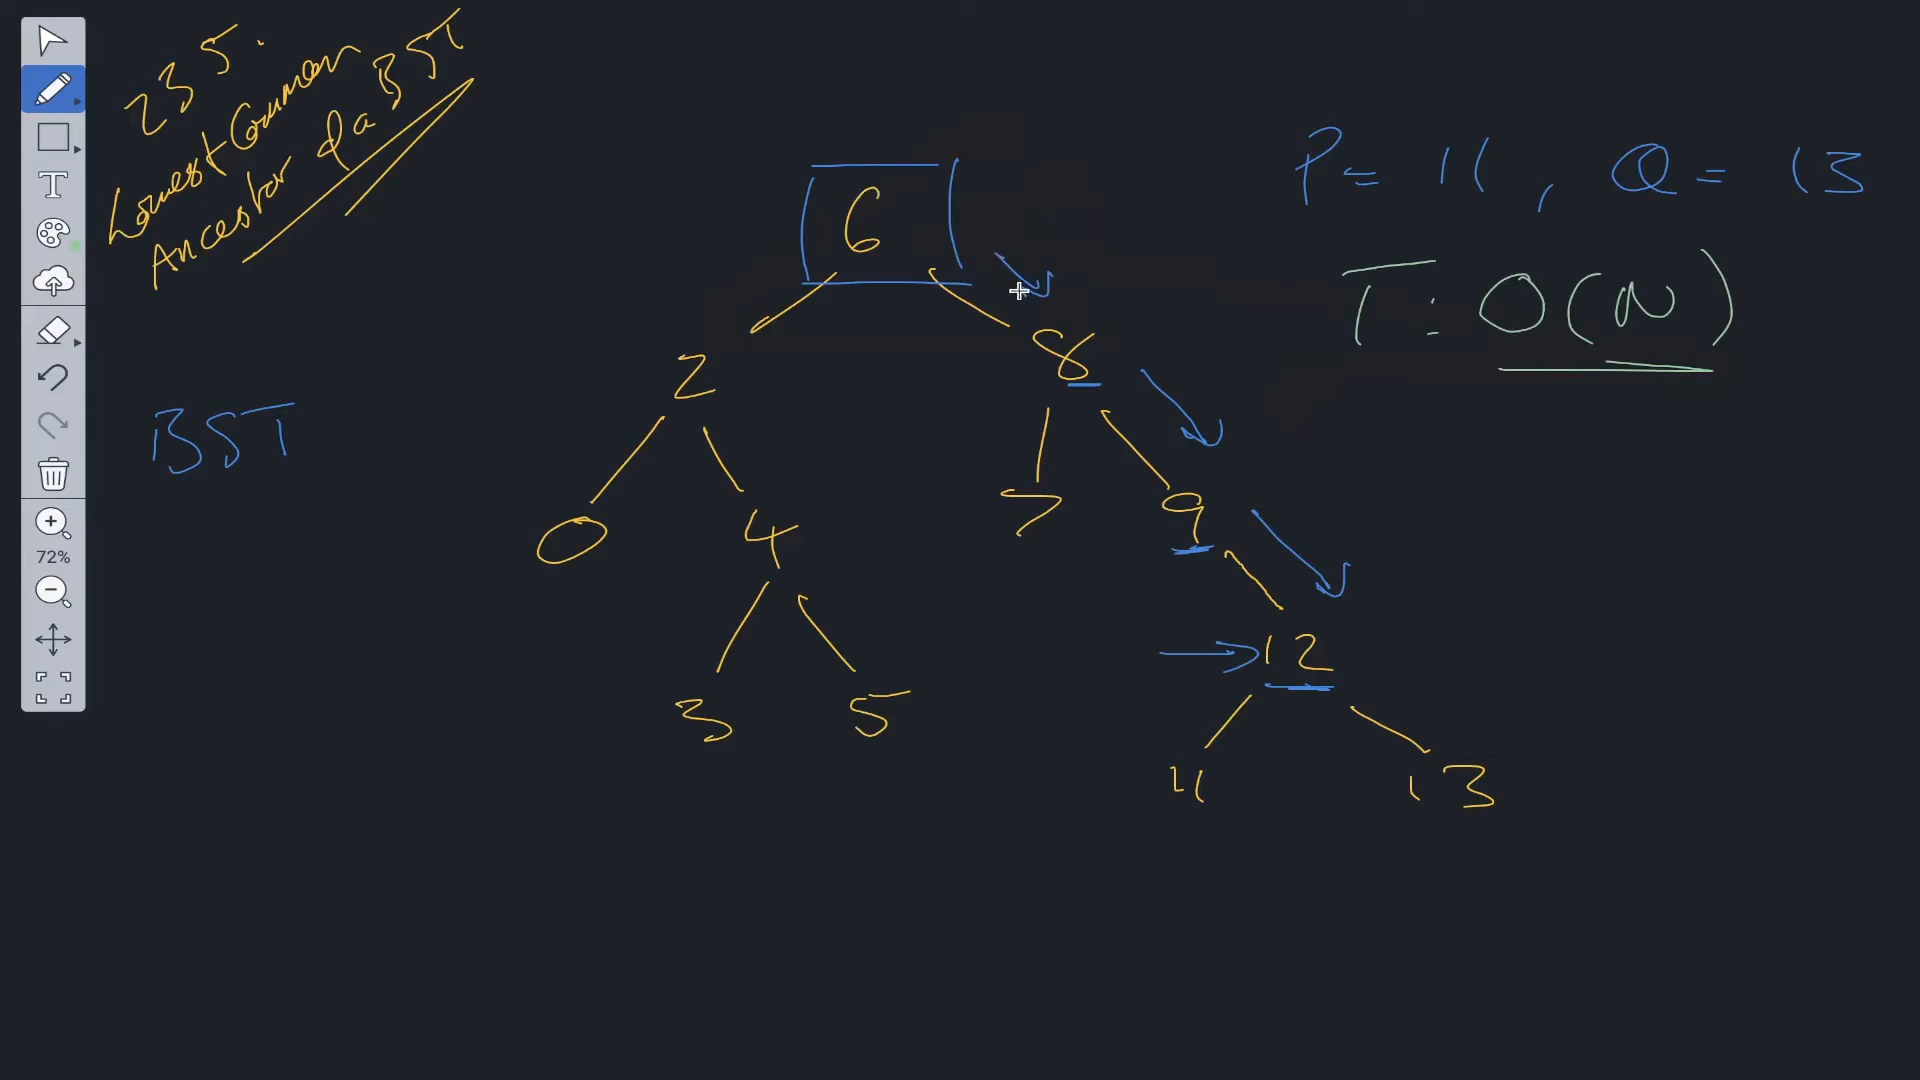 235.
Lowest Common
Ancestor of a BST
P = 11, Q = 13
T: O(N)
6
2 8
BST
0 4 7 9
12
3 5
11 13
72%
T